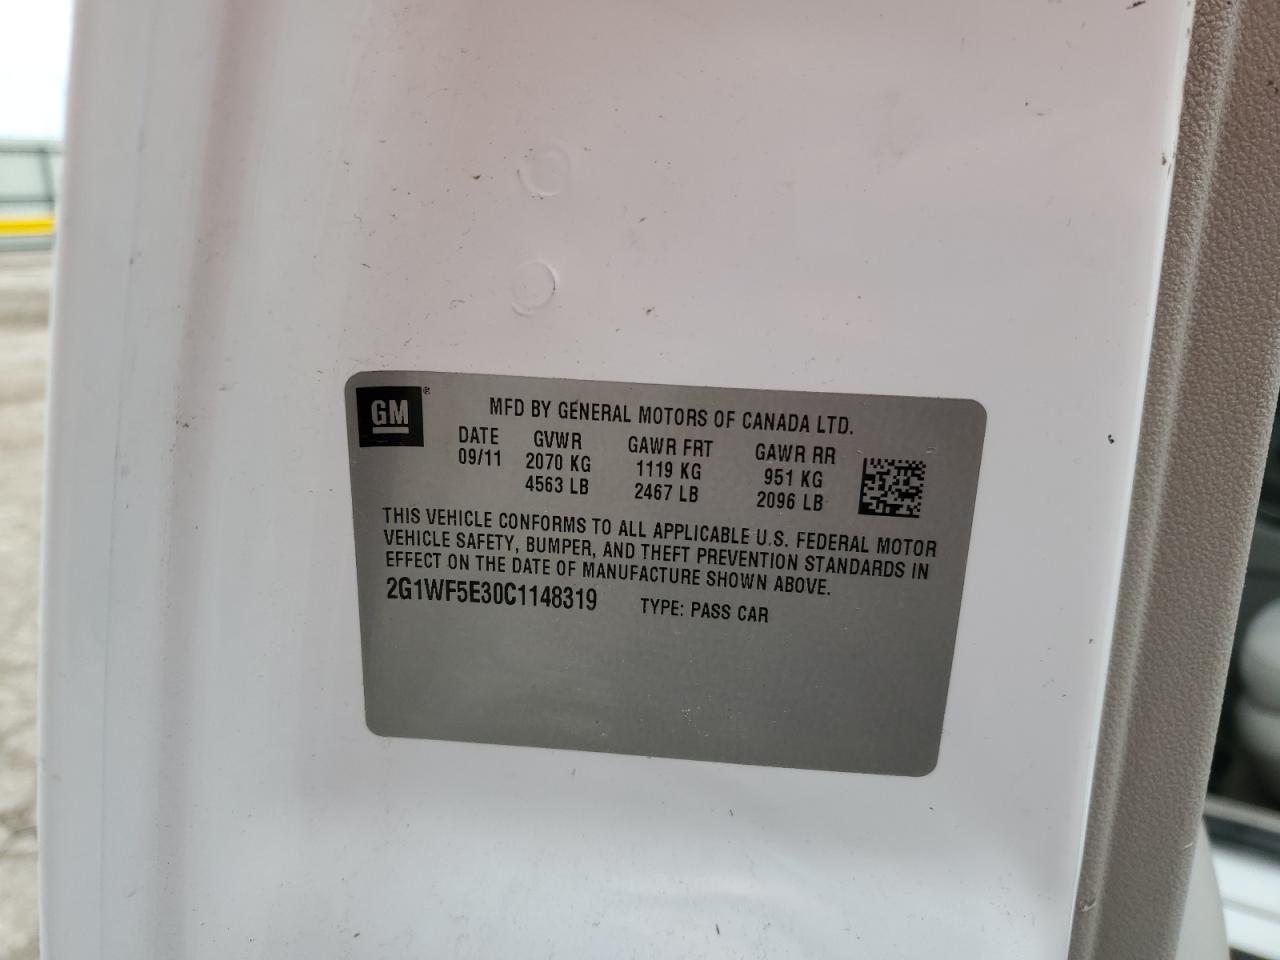 GM®
MFD BY GENERAL MOTORS OF CANADA LTD.
DATE GVWR GAWR FRT GAWR RR
09/11 2070 KG 1119 KG 951 KG
4563 LB 2467 LB 2096 LB
THIS VEHICLE CONFORMS TO ALL APPLICABLE U.S. FEDERAL MOTOR
VEHICLE SAFETY, BUMPER, AND THEFT PREVENTION STANDARDS IN
EFFECT ON THE DATE OF MANUFACTURE SHOWN ABOVE.
2G1WF5E30C1148319 TYPE: PASS CAR